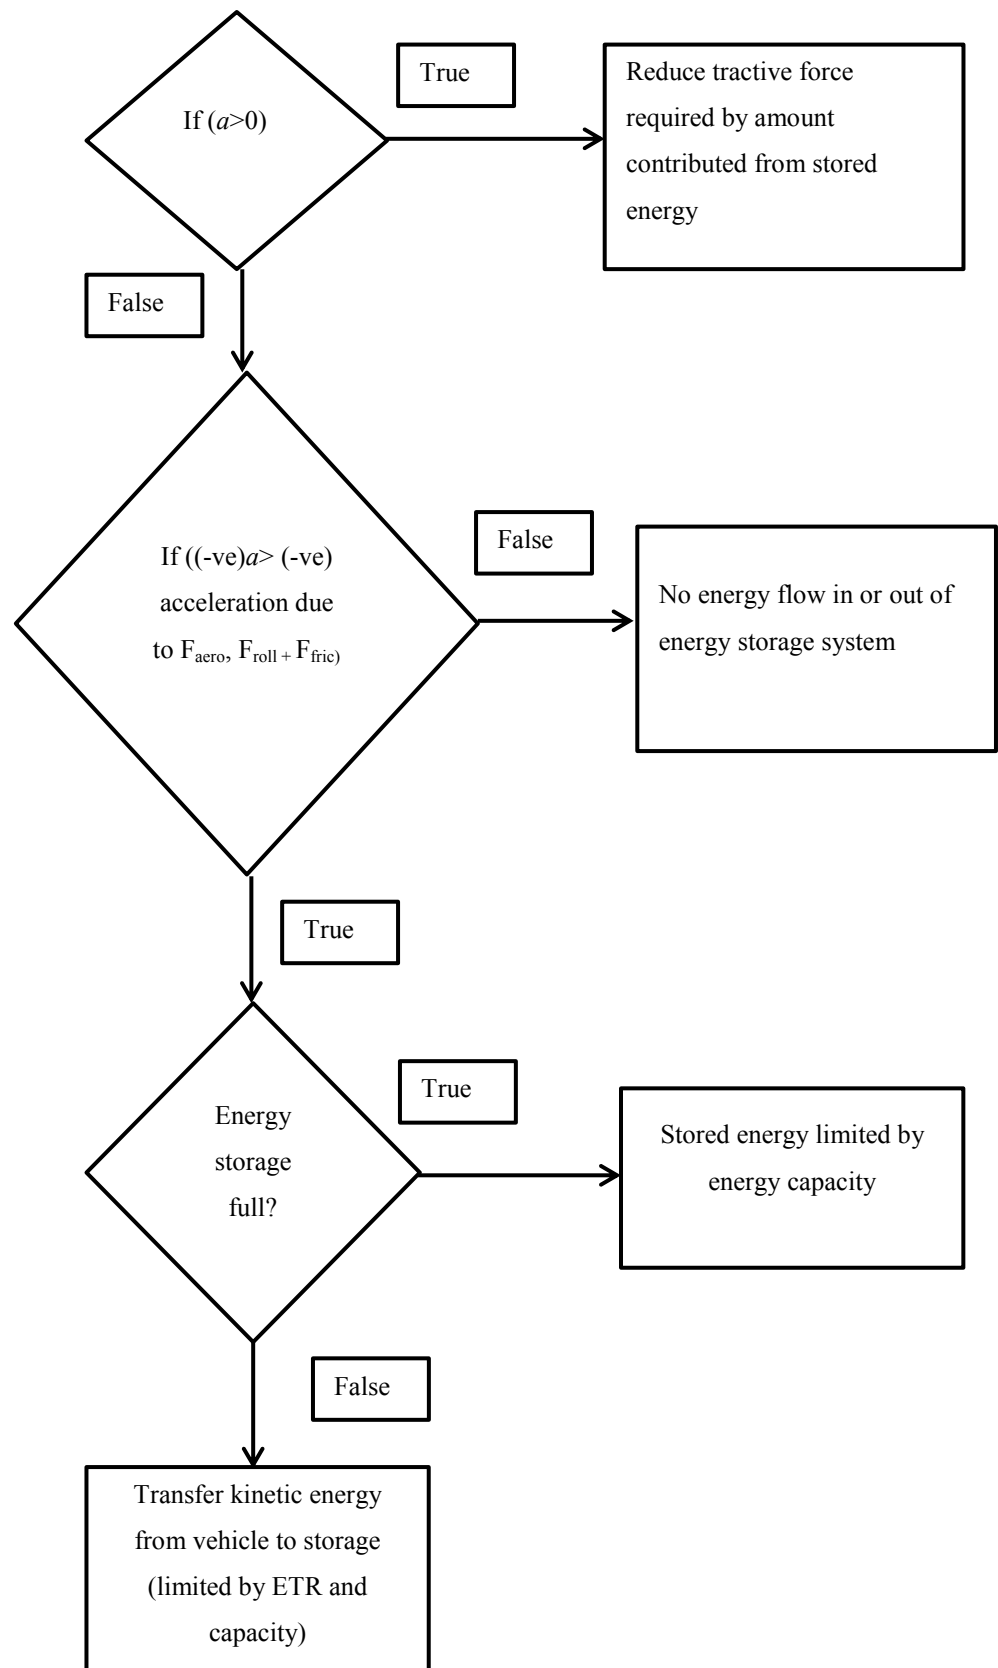 If (a>0)
True
Reduce tractive force
required by amount
contributed from stored
energy
False
If ((-ve)a> (-ve)
acceleration due
to Faero, Froll + Ffric)
False
No energy flow in or out of
energy storage system
True
Energy
storage
full?
True
Stored energy limited by
energy capacity
False
Transfer kinetic energy
from vehicle to storage
(limited by ETR and
capacity)